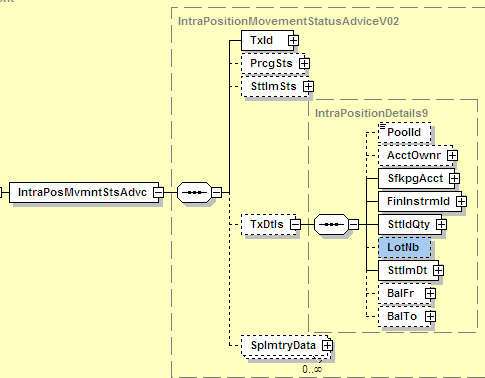 IntraPositionMovementStatusAdviceV02
TxId
PrcgSts
SttlmSts
IntraPositionDetails9
PoolId
AcctOwnr
SfkpgAcct
IntraPosMvmntStsAdvc
FinInstrmId
TxDtls
SttldQty
LotNb
SttlmDt
BalFr
BalTo
SplmtryData
0..∞